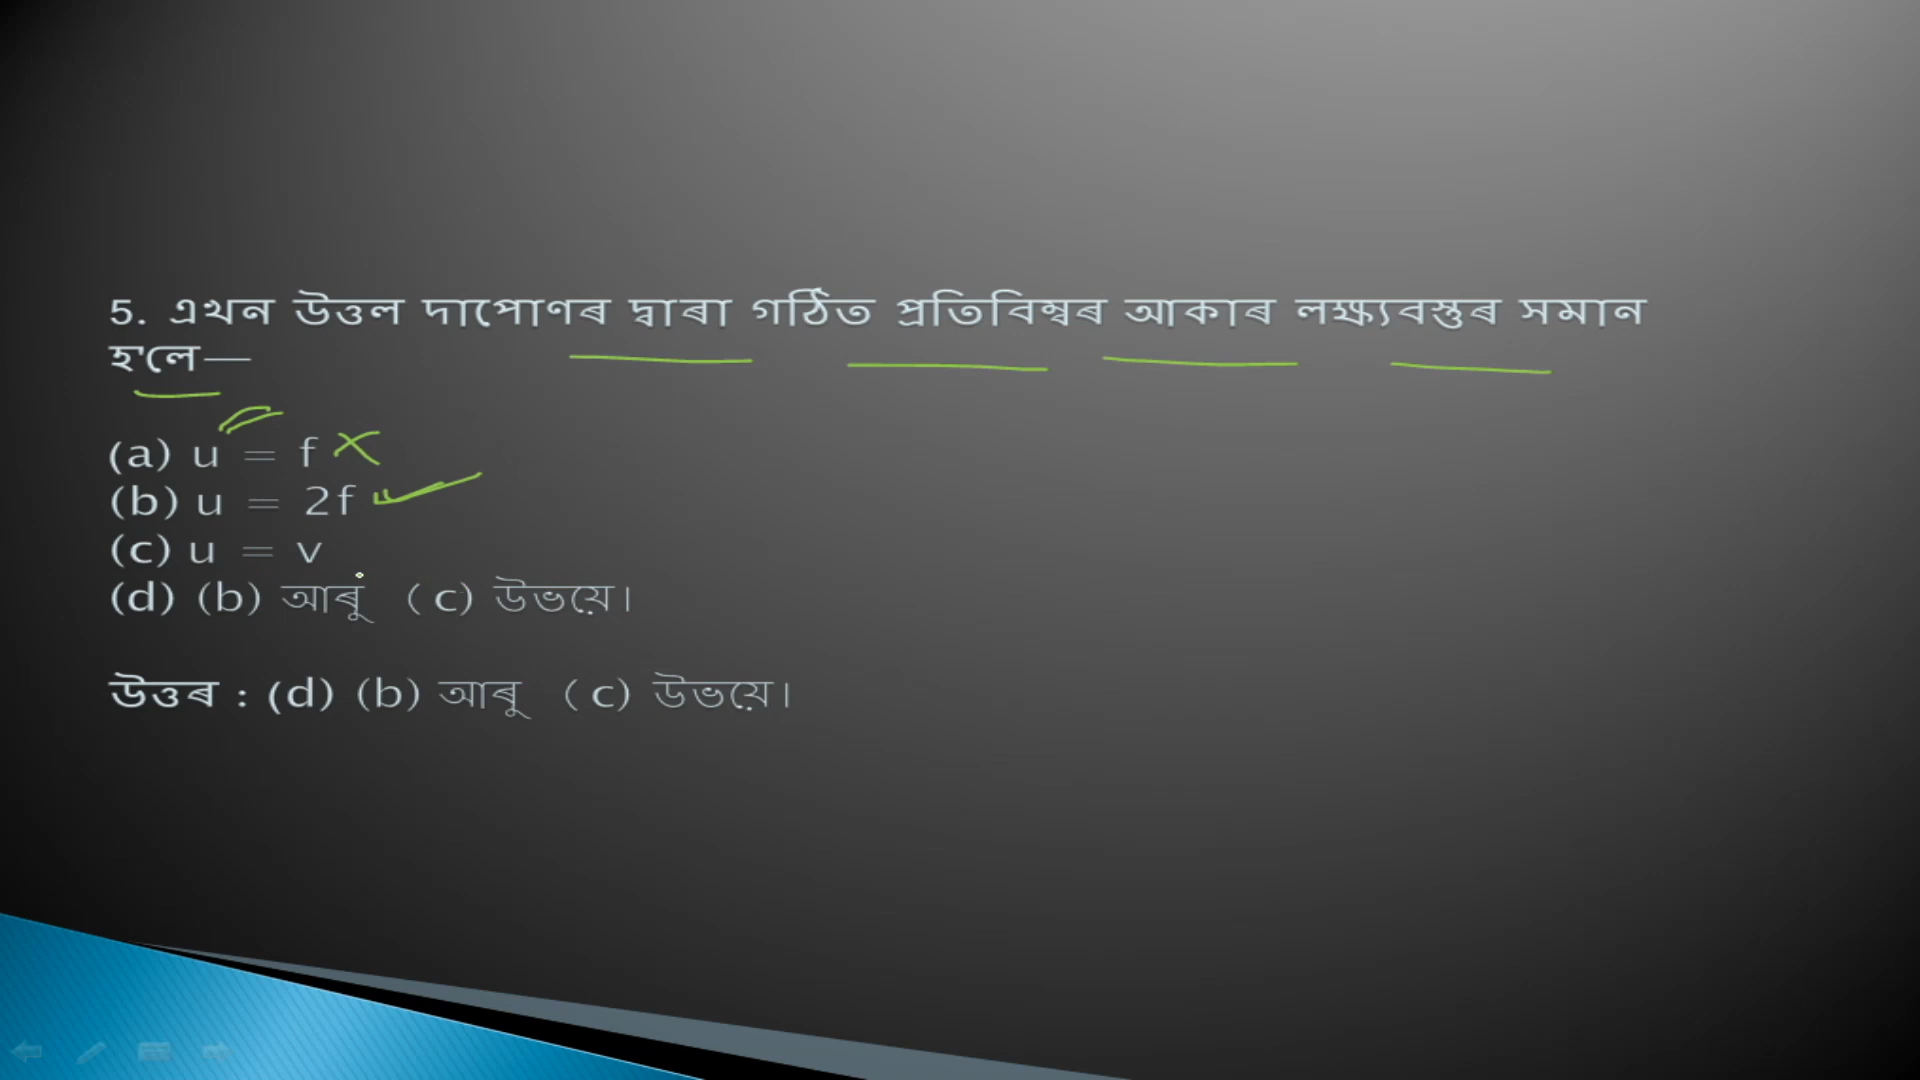 5. এখন উত্তল দাপোণৰ দ্বাৰা গঠিত প্ৰতিবিম্বৰ আকাৰ লক্ষ্যবস্তুৰ সমান
হ'লে—
(a) u = f
(b) u = 2f
(c) u = v
(d) (b) আৰু ( c) উভয়ে।
উত্তৰ : (d) (b) আৰু ( c) উভয়ে।